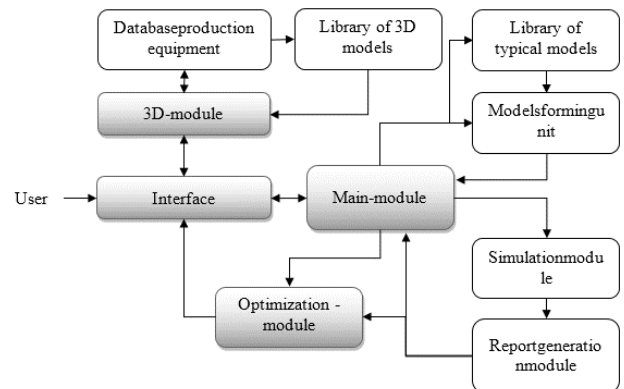 Databaseproduction
equipment
Library of 3D
models
Library of
typical models
3D-module
Modelsformingu
nit
User
Interface
Main-module
Simulationmodu
le
Optimization -
module
Reportgeneratio
nmodule